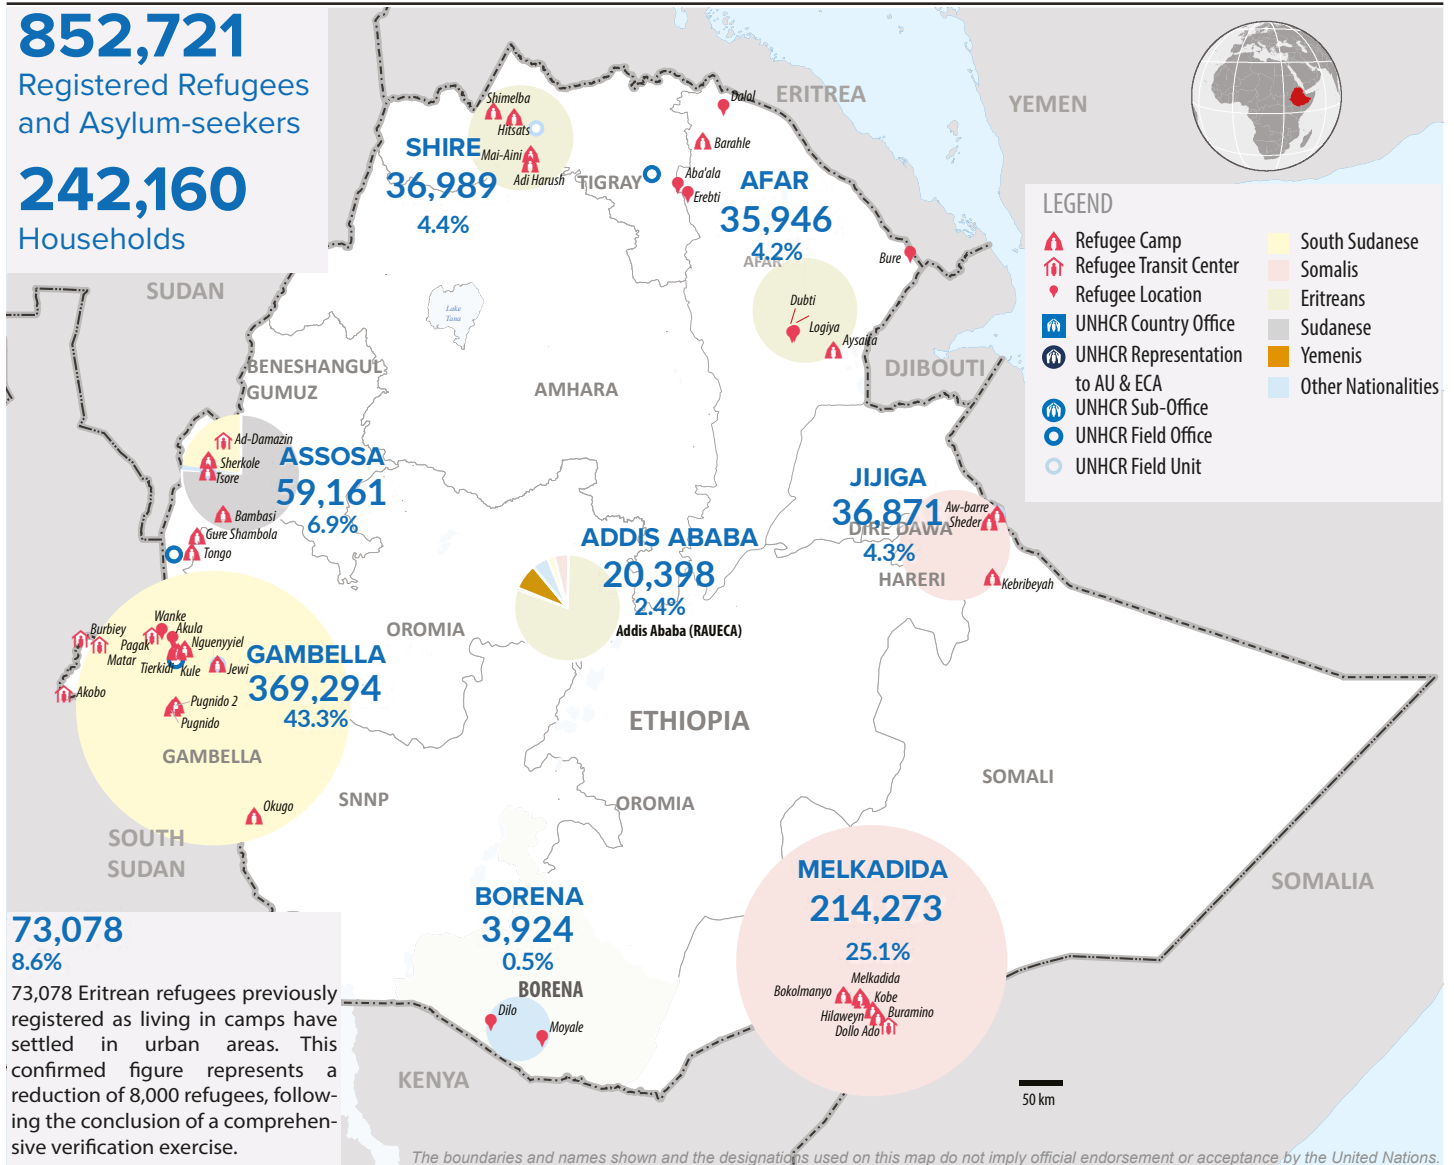 852,721
Registered Refugees
and Asylum-seekers
242,160
Households
SUDAN
ERITREA
YEMEN
SHIRE
36,989
4.4%
Shimelba
Hitsats
Mai-Aini
Adi Harush
TIGRAY
Dalol
Barahle
Aba'ala
Erebti
AFAR
35,946
4.2%
AFAR
Bure
Dubti
Logiya
Aysaita
DJIBOUTI
Lake
Tana
LEGEND
Refugee Camp
Refugee Transit Center
Refugee Location
UNHCR Country Office
UNHCR Representation
to AU & ECA
UNHCR Sub-Office
UNHCR Field Office
UNHCR Field Unit
South Sudanese
Somalis
Eritreans
Sudanese
Yemenis
Other Nationalities
BENESHANGUL
GUMUZ
AMHARA
Ad-Damazin
Sherkole
Tsore
Bambasi
Gure Shambola
Tongo
ASSOSA
59,161
6.9%
JIJIGA
36,871
4.3%
DIRE DAWA
HARERI
Aw-barre
Sheder
Kebribeyah
ADDIS ABABA
20,398
2.4%
Addis Ababa (RAUECA)
OROMIA
Wanke
Burbiey
Akula
Pagak
Nguenyyiel
Matar
Tierkidi
Kule
Jewi
Akobo
Pugnido 2
Pugnido
GAMBELLA
369,294
43.3%
GAMBELLA
Okugo
SNNP
ETHIOPIA
OROMIA
SOMALI
SOUTH
SUDAN
SOMALIA
MELKADIDA
214,273
25.1%
Melkadida
Bokolmanyo
Kobe
Hilaweyn
Buramino
Dollo Ado
BORENA
3,924
0.5%
BORENA
Dilo
Moyale
KENYA
50 km
73,078
8.6%
73,078 Eritrean refugees previously
registered as living in camps have
settled in urban areas. This
confirmed figure represents a
reduction of 8,000 refugees, follow-
ing the conclusion of a comprehen-
sive verification exercise.
The boundaries and names shown and the designations used on this map do not imply official endorsement or acceptance by the United Nations.